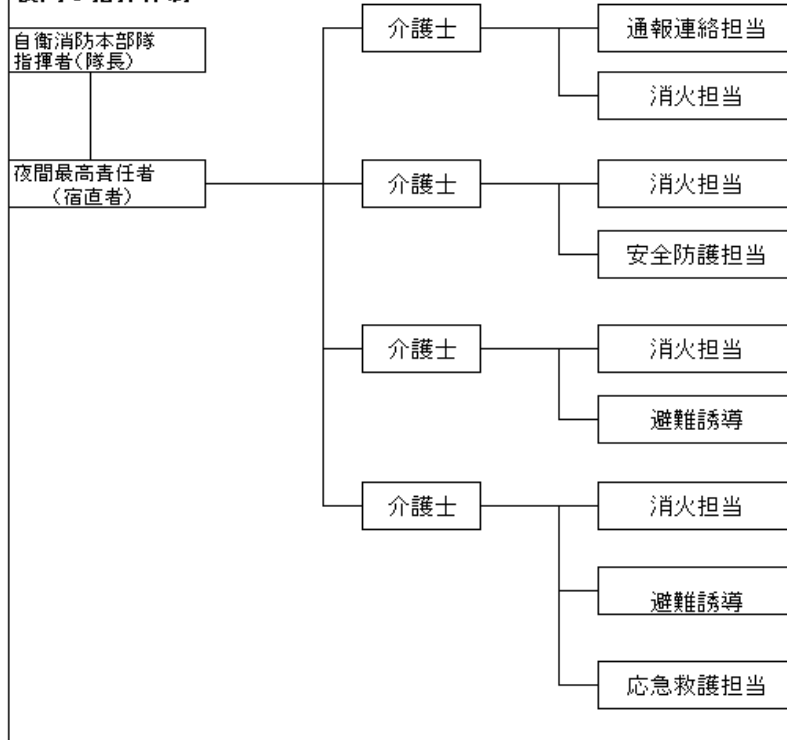 自衛消防本部隊
指揮者(隊長)
夜間最高責任者
(宿直者)
介護士
通報連絡担当
消火担当
介護士
消火担当
安全防護担当
介護士
消火担当
避難誘導
介護士
消火担当
避難誘導
応急救護担当